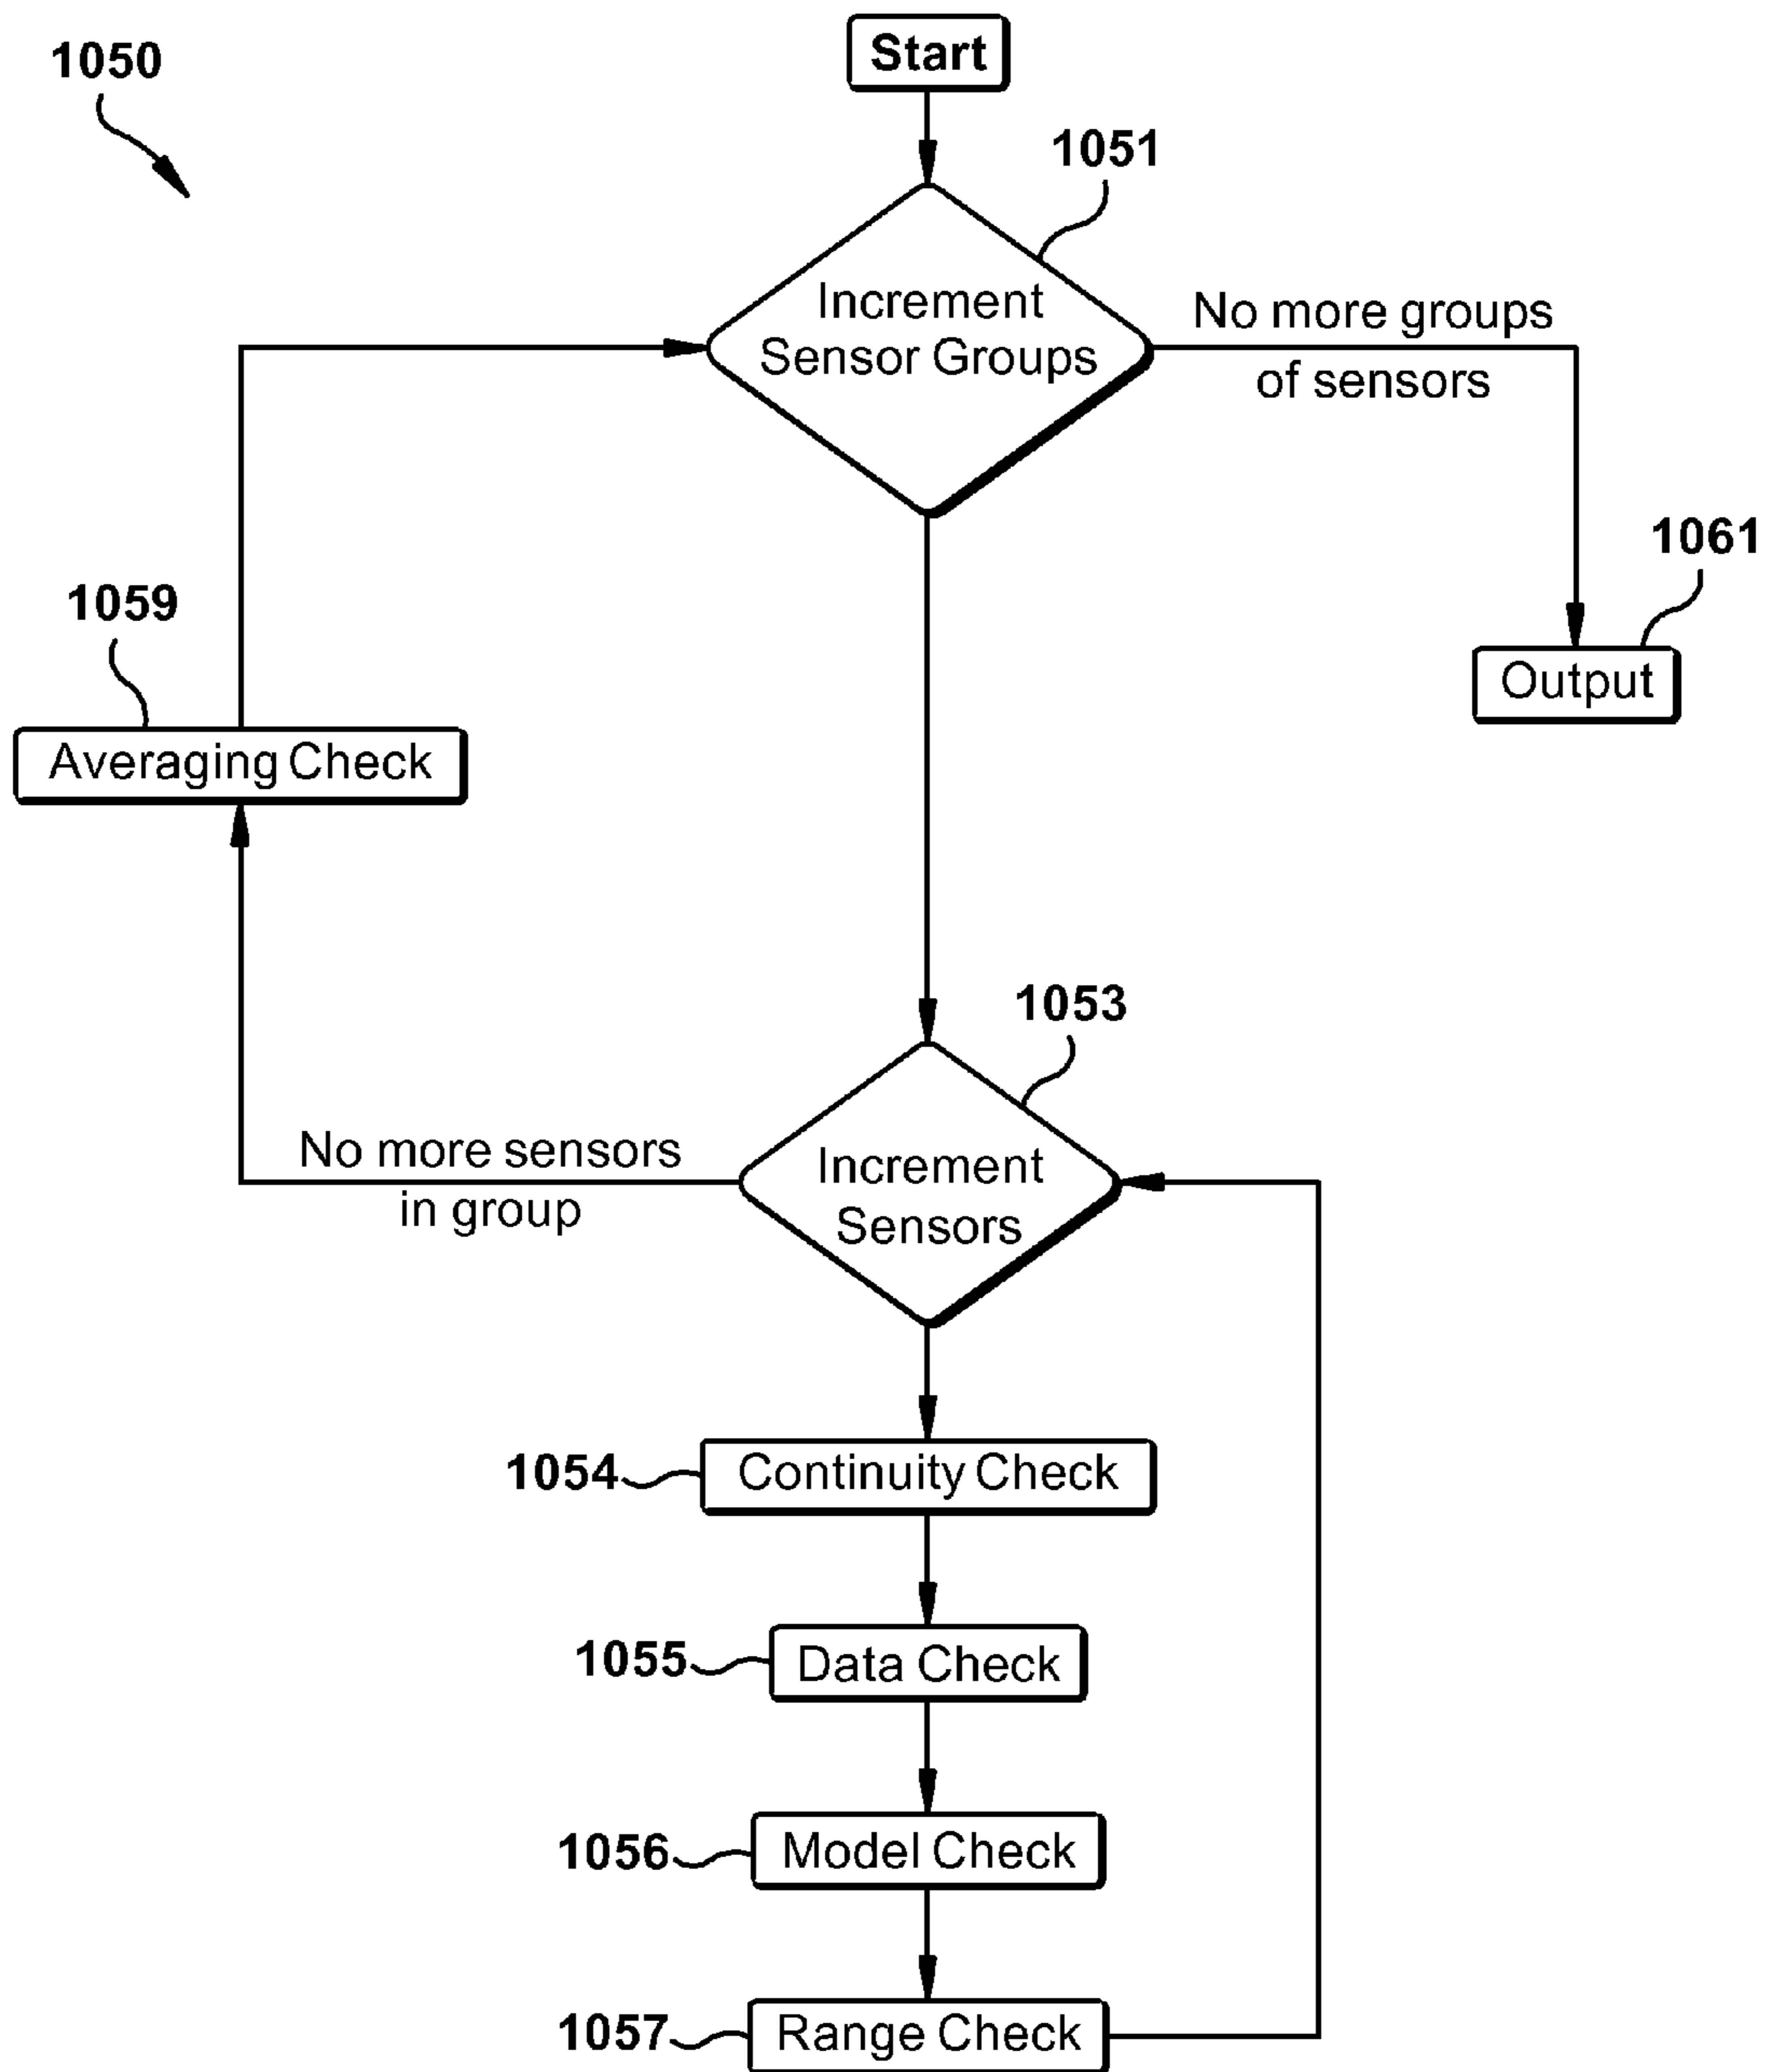 Start
1050
1051
Increment
Sensor Groups
No more groups
of sensors
1061
Output
1059
Averaging Check
1053
Increment
Sensors
No more sensors
in group
1054
Continuity Check
1055
Data Check
1056
Model Check
1057
Range Check